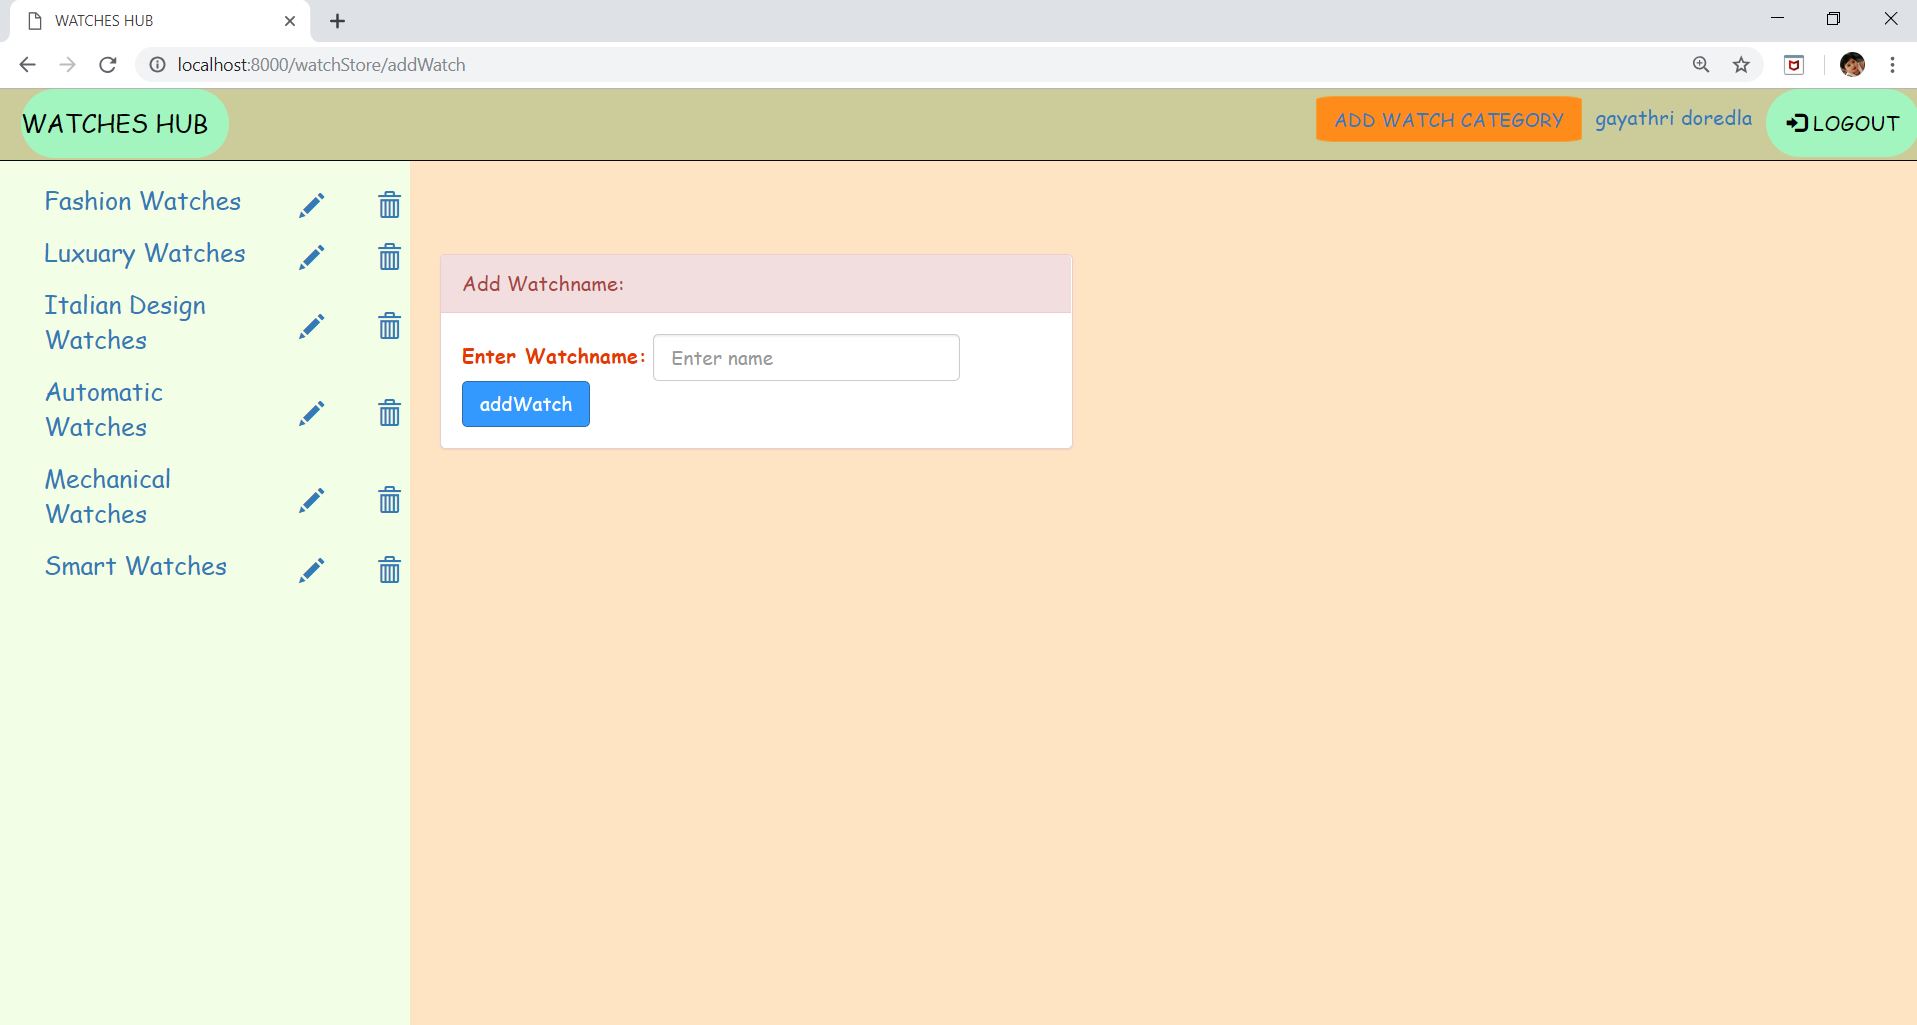 WATCHES HUB
localhost:8000/watchStore/addWatch
WATCHES HUB
ADD WATCH CATEGORY
gayathri doredla
LOGOUT
Fashion Watches
Luxuary Watches
Italian Design
Watches
Automatic
Watches
Mechanical
Watches
Smart Watches
Add Watchname:
Enter Watchname: Enter name
addWatch